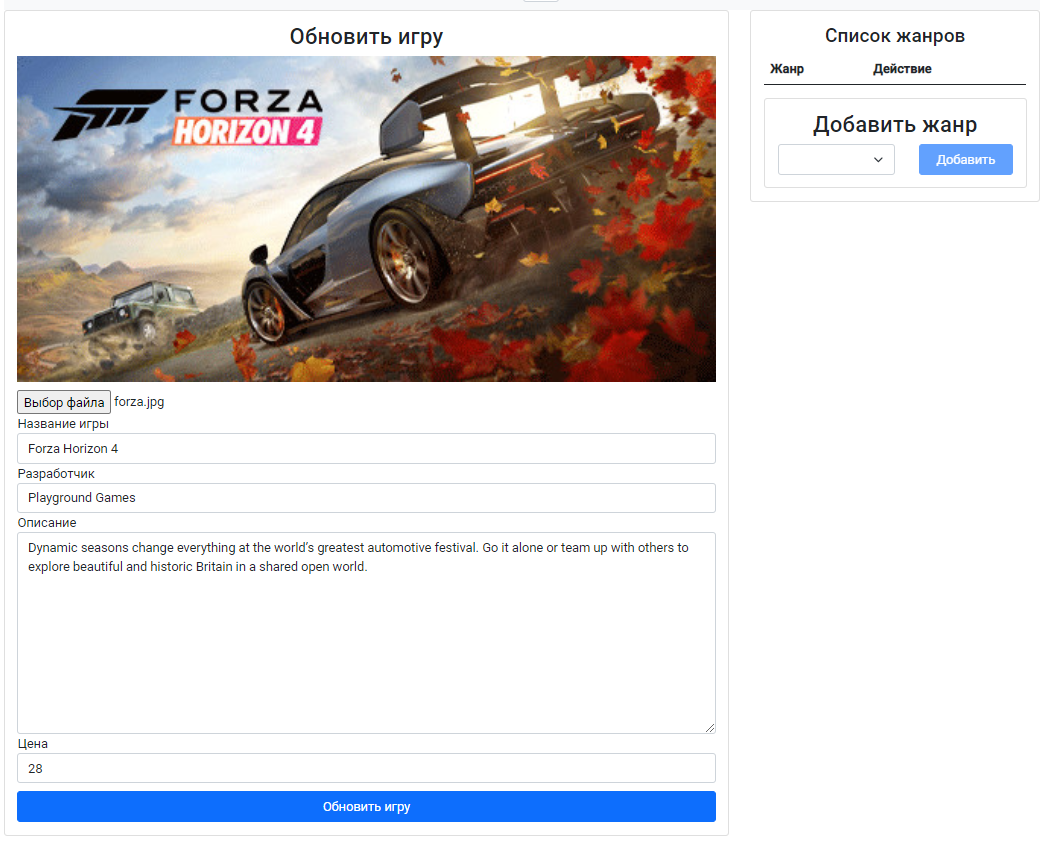 Обновить игру
FORZA
HORIZON 4
Выбор файла forza.jpg
Название игры
Forza Horizon 4
Разработчик
Playground Games
Описание
Dynamic seasons change everything at the world's greatest automotive festival. Go it alone or team up with others to
explore beautiful and historic Britain in a shared open world.
Цена
28
Обновить игру
Список жанров
Жанр Действие
Добавить жанр
Добавить